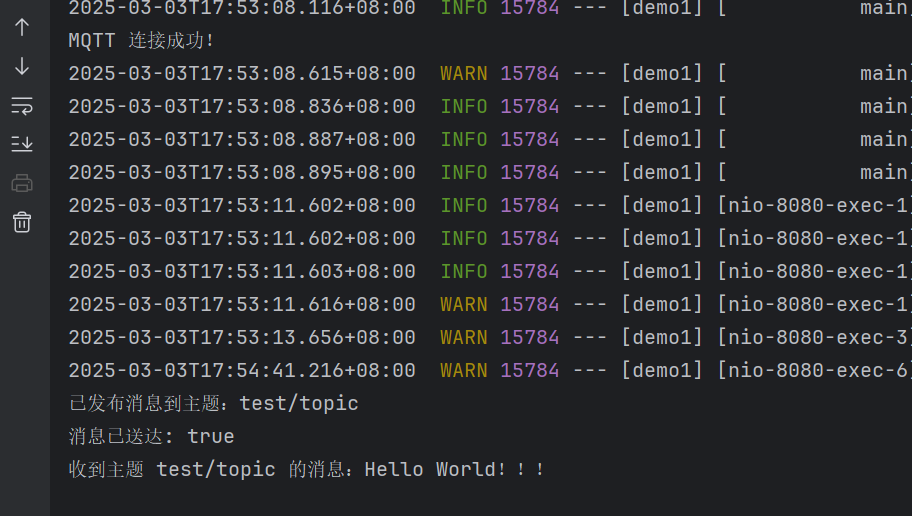 2025-03-03T17:53:08.116+08:00  INFO 15784 --- [demo1] [           main]
MQTT 连接成功!
2025-03-03T17:53:08.615+08:00  WARN 15784 --- [demo1] [           main]
2025-03-03T17:53:08.836+08:00  INFO 15784 --- [demo1] [           main]
2025-03-03T17:53:08.887+08:00  INFO 15784 --- [demo1] [           main]
2025-03-03T17:53:08.895+08:00  INFO 15784 --- [demo1] [           main]
2025-03-03T17:53:11.602+08:00  INFO 15784 --- [demo1] [nio-8080-exec-1]
2025-03-03T17:53:11.602+08:00  INFO 15784 --- [demo1] [nio-8080-exec-1]
2025-03-03T17:53:11.603+08:00  INFO 15784 --- [demo1] [nio-8080-exec-1]
2025-03-03T17:53:11.616+08:00  WARN 15784 --- [demo1] [nio-8080-exec-1]
2025-03-03T17:53:13.656+08:00  WARN 15784 --- [demo1] [nio-8080-exec-3]
2025-03-03T17:54:41.216+08:00  WARN 15784 --- [demo1] [nio-8080-exec-6]
已发布消息到主题：test/topic
消息已送达: true
收到主题 test/topic 的消息：Hello World！！！